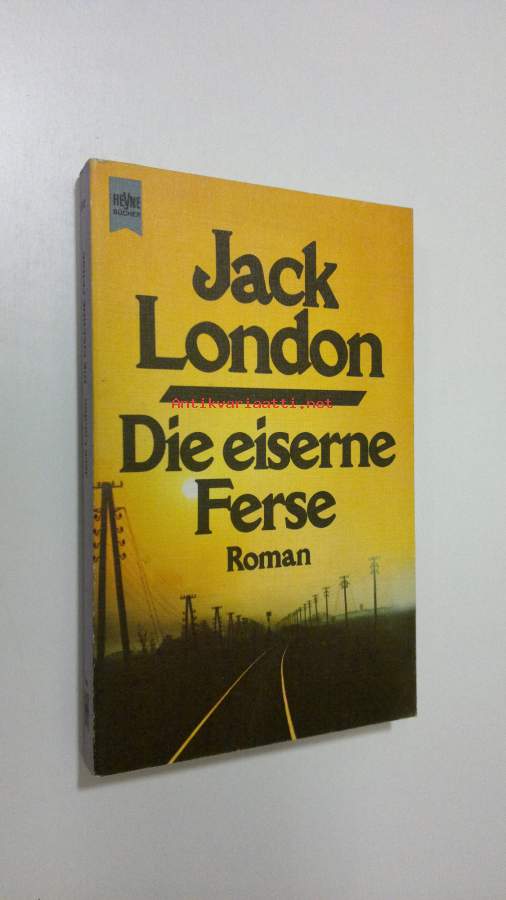 HEYNE
BÜCHER
Jack
London
Antikvariaatti.net
Die eiserne
Ferse
Roman